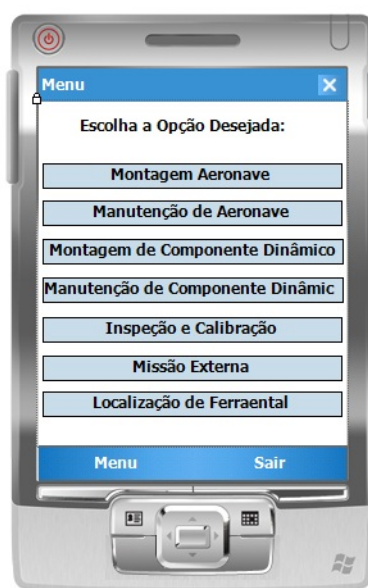 Menu
Escolha a Opção Desejada:
Montagem Aeronave
Manutenção de Aeronave
Montagem de Componente Dinâmico
Manutenção de Componente Dinâmic
Inspeção e Calibração
Missão Externa
Localização de Ferraental
Menu Sair